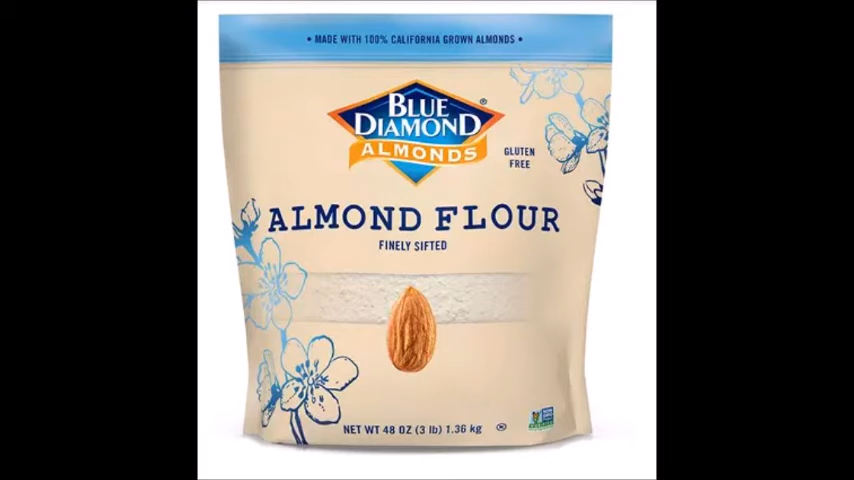 • MADE WITH 100% CALIFORNIA GROWN ALMONDS •
BLUE
DIAMOND®
ALMONDS
GLUTEN
FREE
ALMOND FLOUR
FINELY SIFTED
NET WT 48 OZ (3 lb) 1.36 kg